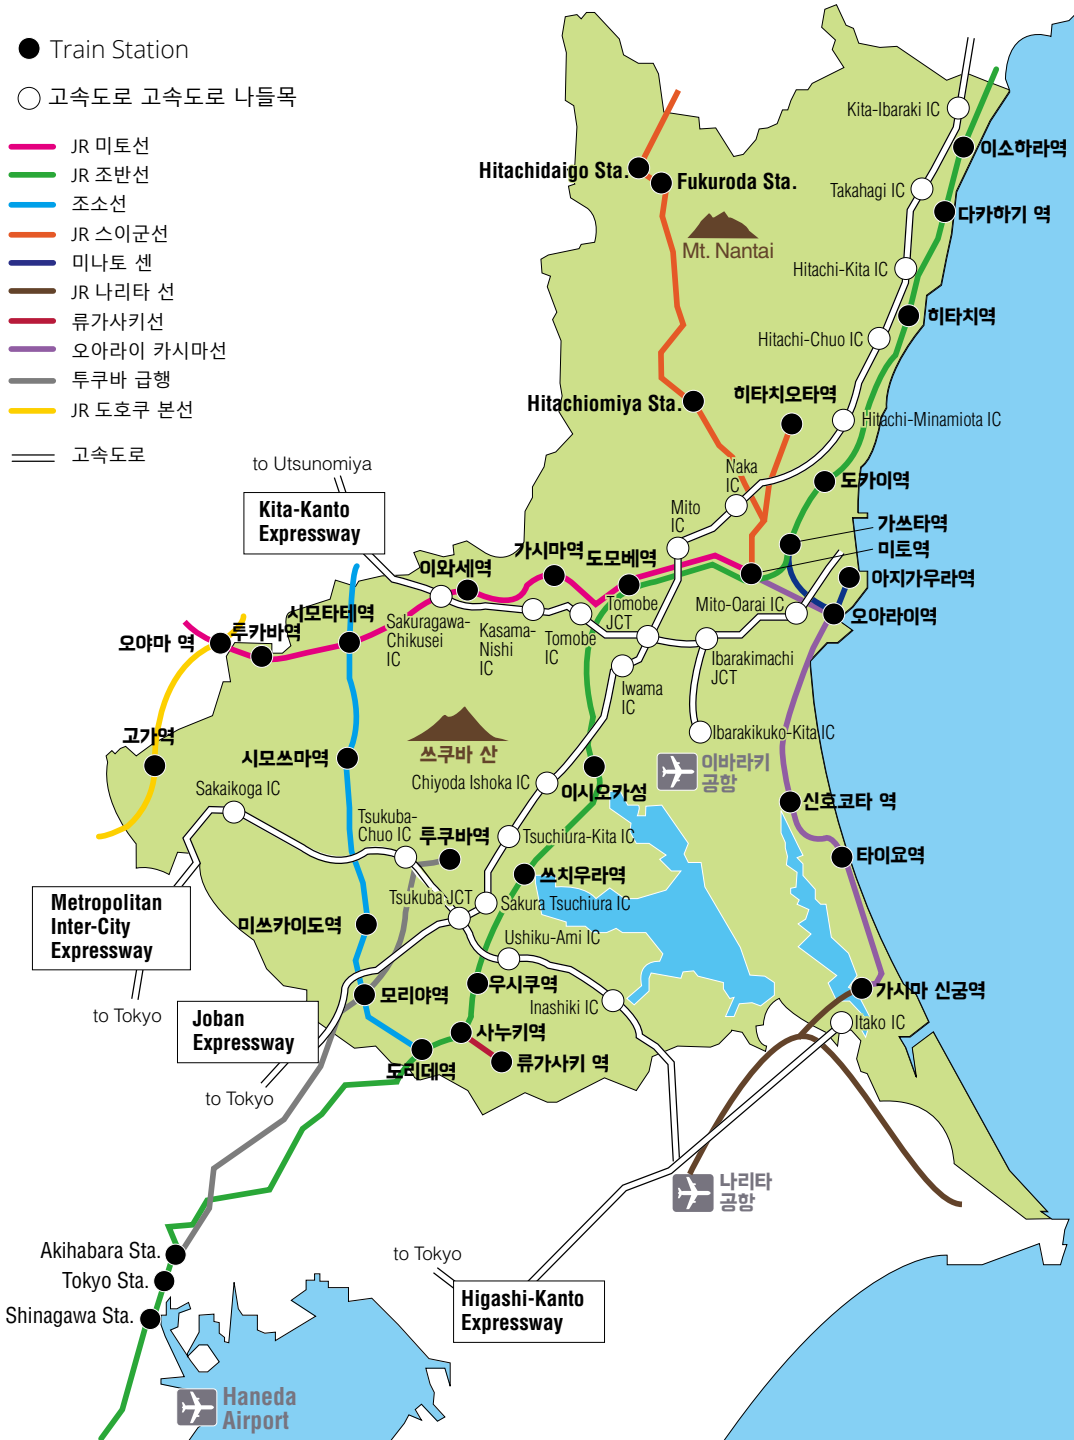 Train Station
고속도로 고속도로 나들목
JR 미토선
JR 조반선
조소선
JR 스이군선
미나토 센
JR 나리타 선
류가사키선
오아라이 카시마선
투쿠바 급행
JR 도호쿠 본선
고속도로
Kita-Ibaraki IC
이소하라역
Hitachidaigo Sta.
Fukuroda Sta.
Takahagi IC
다카하기 역
Mt. Nantai
Hitachi-Kita IC
히타치역
Hitachi-Chuo IC
Hitachiomiya Sta.
히타치오타역
Hitachi-Minamiota IC
to Utsunomiya
Naka
IC
도카이역
Kita-Kanto
Expressway
Mito
IC
가쓰타역
미토역
이와세역
가시마역
도모베역
아지가우라역
시모타테역
Sakuragawa-
Chikusei
IC
Kasama-
Nishi
IC
Tomobe
IC
Tomobe
JCT
Mito-Oarai IC
오아라이역
오야마 역
투카바역
Ibarakimachi
JCT
Iwama
IC
고가역
시모쓰마역
쓰쿠바 산
Ibarakikuko-Kita IC
이바라키
공항
Chiyoda Ishoka IC
이시오카성
Sakaikoga IC
신호코타 역
Tsukuba-
Chuo IC
투쿠바역
Tsuchiura-Kita IC
타이요역
쓰치우라역
Metropolitan
Inter-City
Expressway
Tsukuba JCT
Sakura Tsuchiura IC
미쓰카이도역
Ushiku-Ami IC
to Tokyo
모리야역
우시쿠역
Inashiki IC
가시마 신궁역
Joban
Expressway
사누키역
Itako IC
도리데역
류가사키 역
to Tokyo
나리타
공항
Akihabara Sta.
to Tokyo
Tokyo Sta.
Higashi-Kanto
Expressway
Shinagawa Sta.
Haneda
Airport